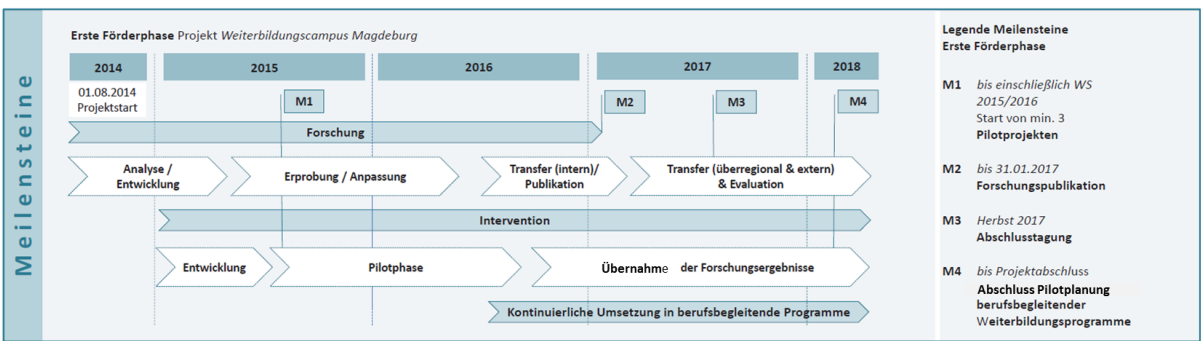 Meilensteine
Erste Förderphase Projekt Weiterbildungscampus Magdeburg
2014
2015
2016
2017
2018
01.08.2014
Projektstart
M1
M2
M3
M4
Forschung
Analyse /
Entwicklung
Erprobung / Anpassung
Transfer (intern)/
Publikation
Transfer (überregional & extern)
& Evaluation
Intervention
Entwicklung
Pilotphase
Übernahme der Forschungsergebnisse
Kontinuierliche Umsetzung in berufsbegleitende Programme
Legende Meilensteine
Erste Förderphase
M1 bis einschließlich WS
2015/2016
Start von min. 3
Pilotprojekten
M2 bis 31.01.2017
Forschungspublikation
M3 Herbst 2017
Abschlusstagung
M4 bis Projektabschluss
Abschluss Pilotplanung
berufsbegleitender
Weiterbildungsprogramme